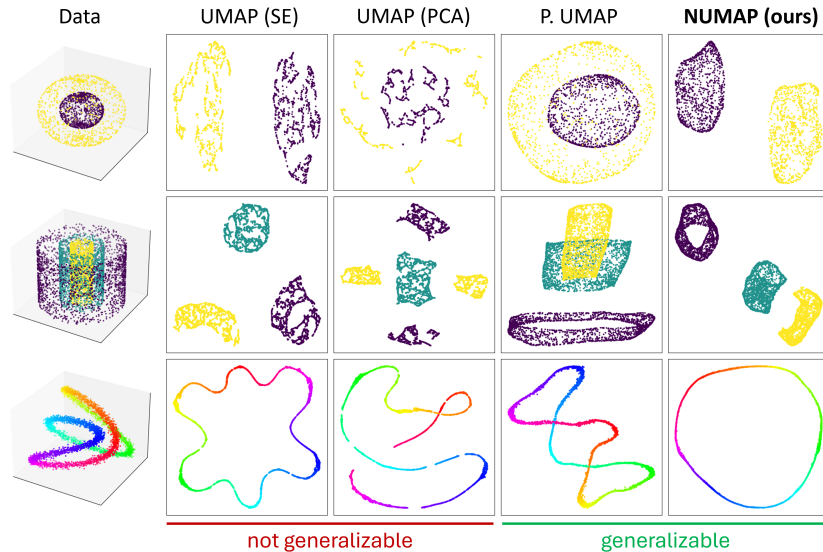 Data
UMAP (SE)
UMAP (PCA)
P. UMAP
NUMAP (ours)
not generalizable
generalizable